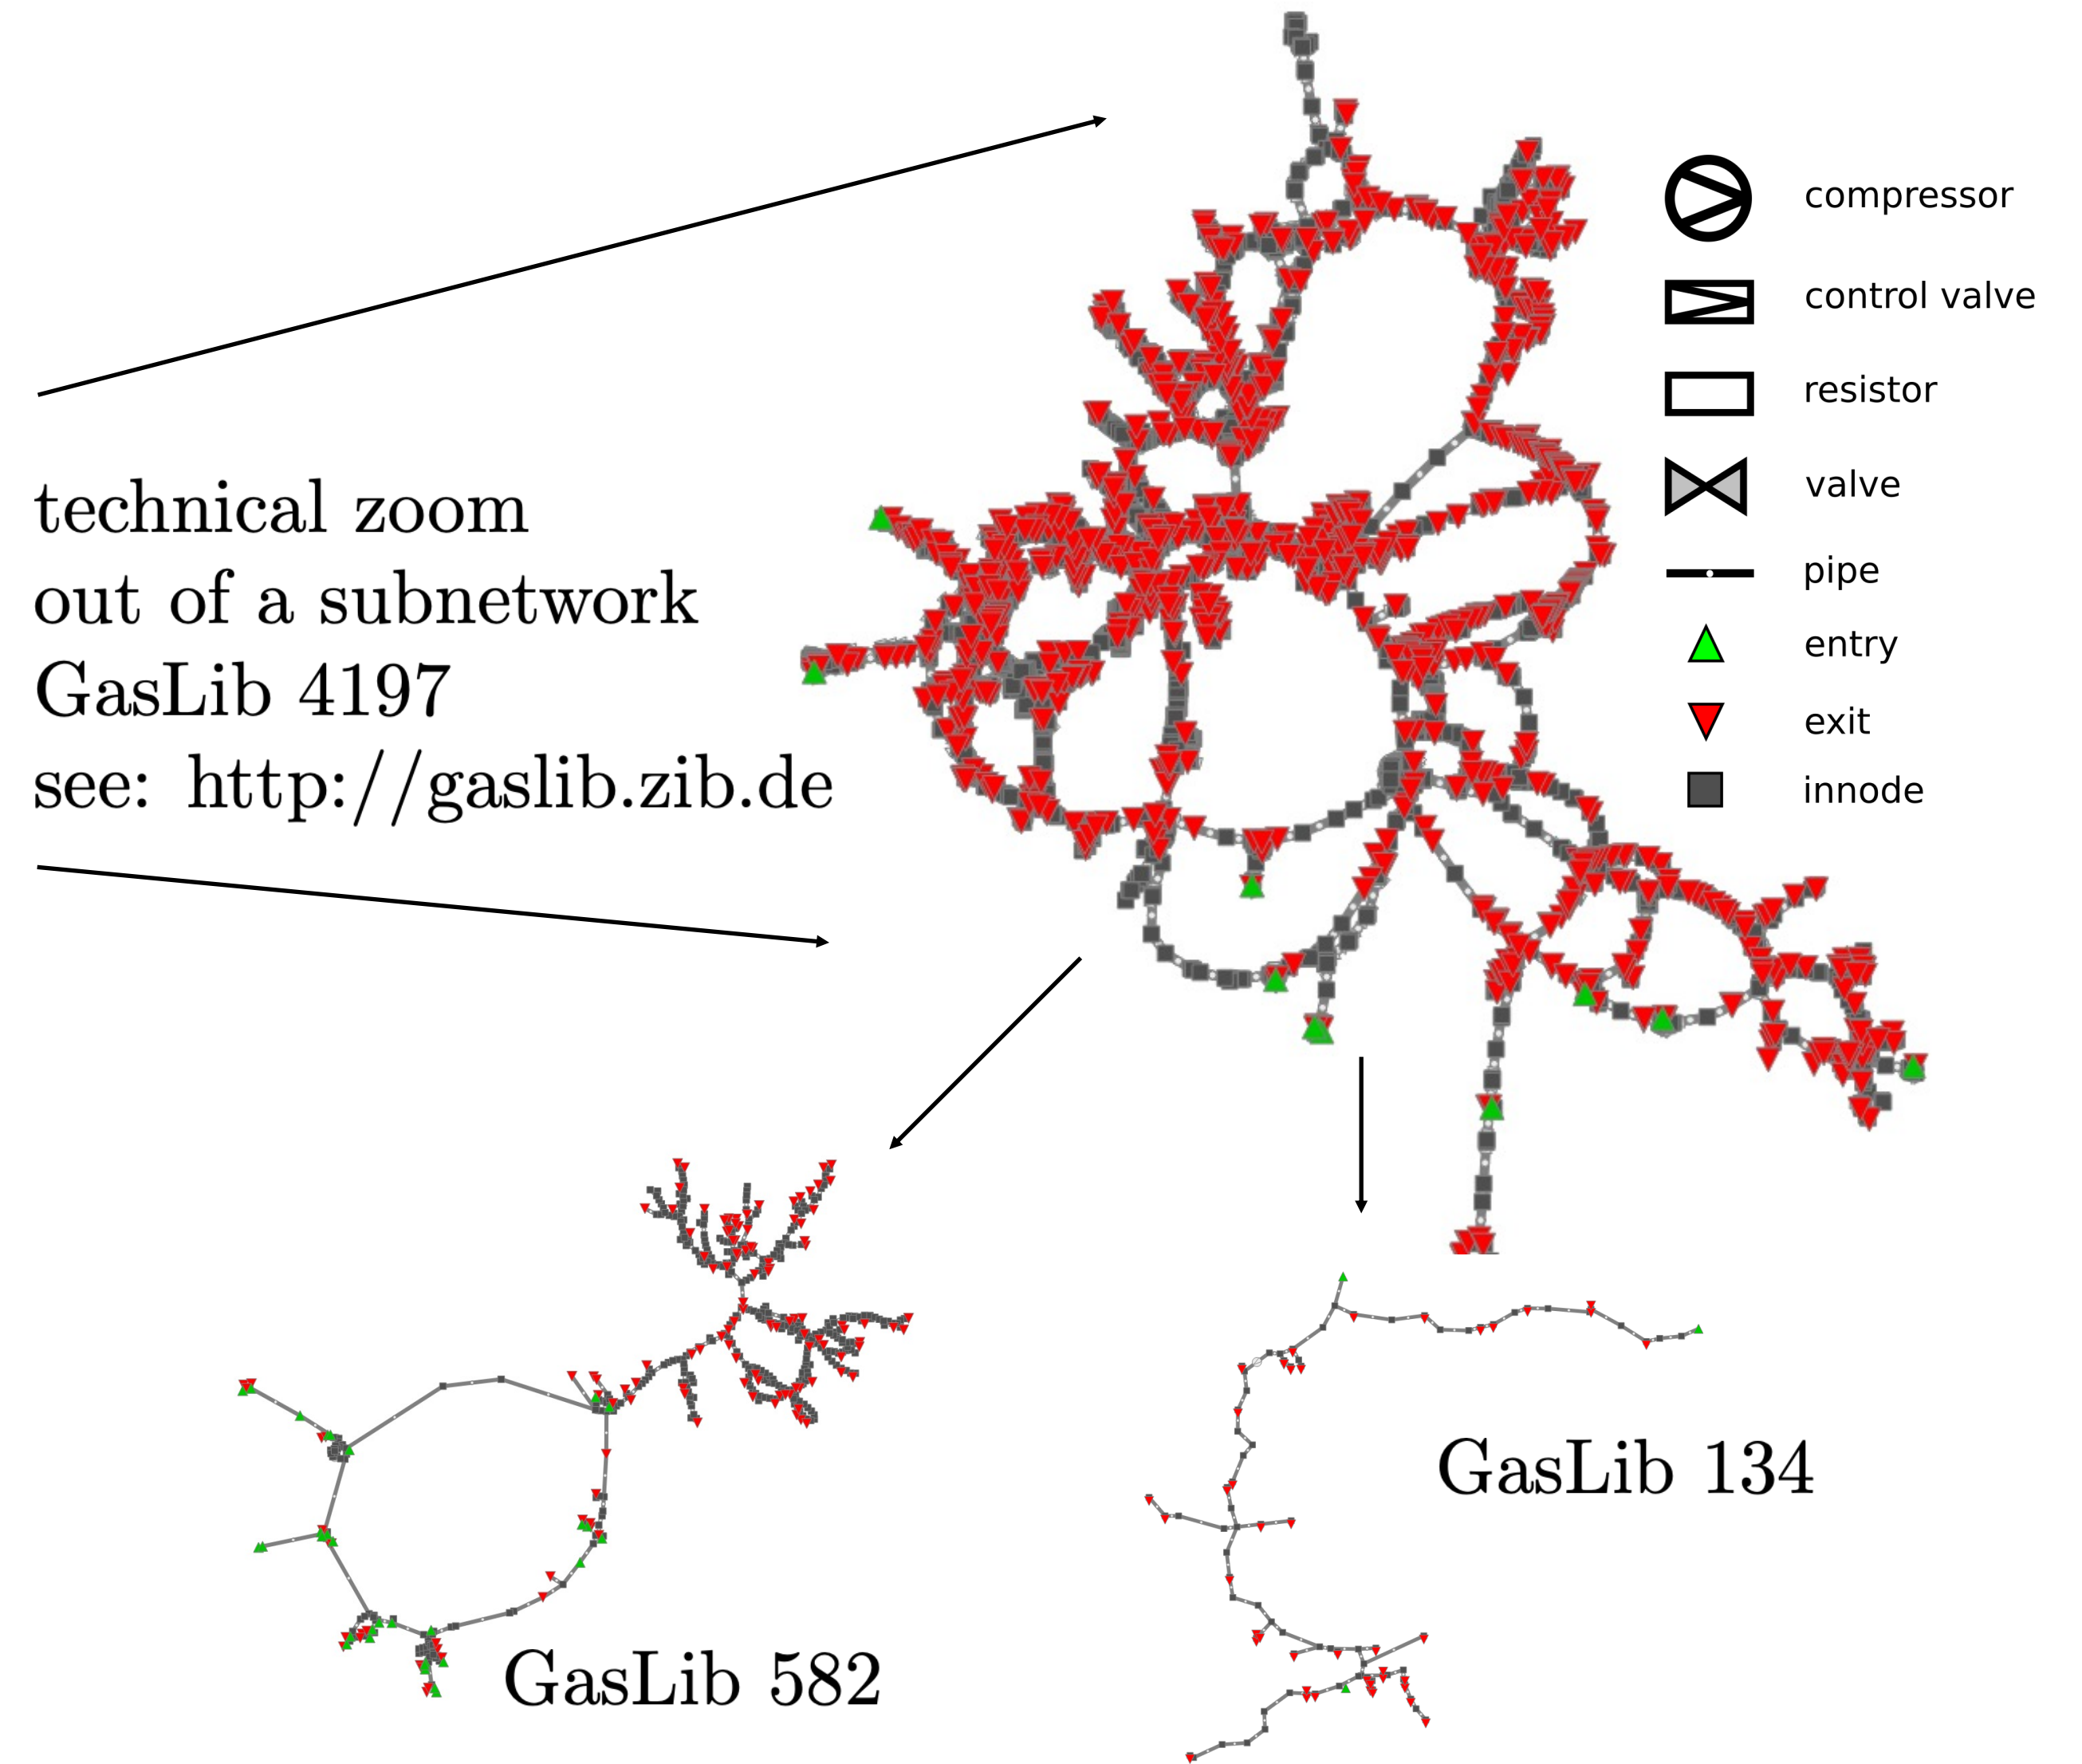 technical zoom
out of a subnetwork
GasLib 4197
see: http://gaslib.zib.de
compressor
control valve
resistor
valve
pipe
entry
exit
innode
GasLib 582
GasLib 134